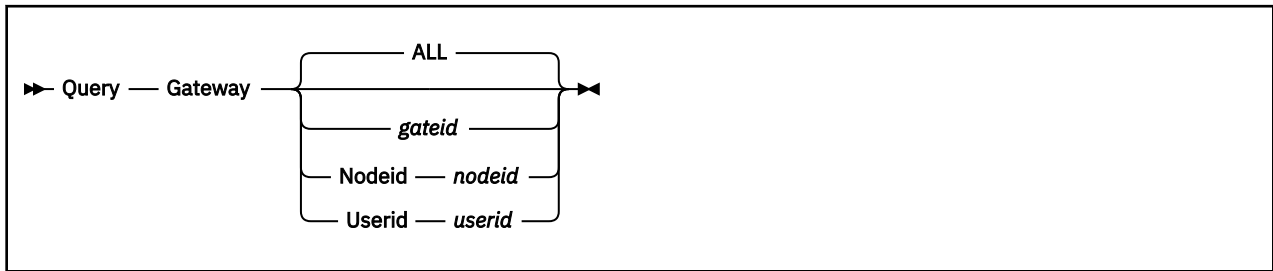 ALL
Query Gateway
gateid
Nodeid nodeid
Userid userid